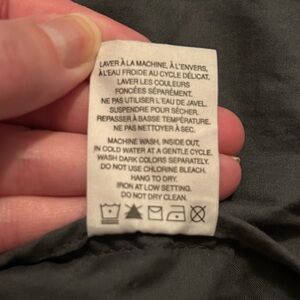 LAVER À LA MACHINE, À L'ENVERS,
À L'EAU FROIDE AU CYCLE DÉLICAT.
LAVER LES COULEURS
FONCÉES SÉPARÉMENT.
NE PAS UTILISER L'EAU DE JAVEL.
SUSPENDRE POUR SÉCHER.
REPASSER À BASSE TEMPÉRATURE.
NE PAS NETTOYER À SEC.
MACHINE WASH, INSIDE OUT,
IN COLD WATER AT A GENTLE CYCLE.
WASH DARK COLORS SEPARATELY.
DO NOT USE CHLORINE BLEACH.
HANG TO DRY.
IRON AT LOW SETTING.
DO NOT DRY CLEAN.